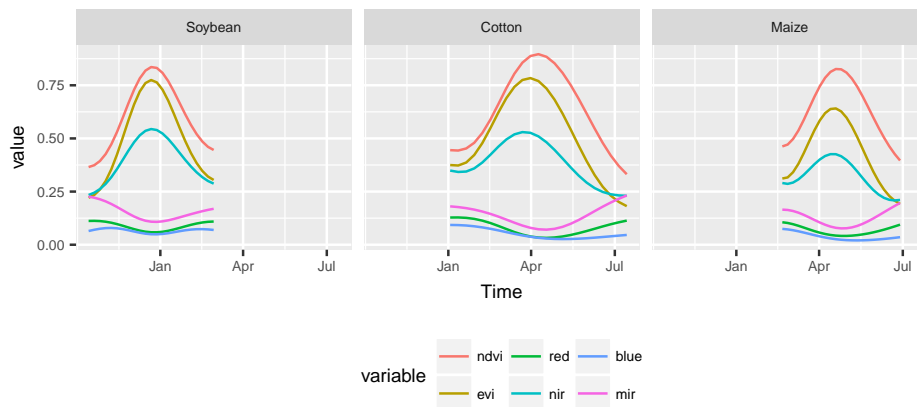 Soybean Cotton Maize
0.75
0.50
0.25
0.00
value
Jan Apr Jul Jan Apr Jul Jan Apr Jul
Time
variable
ndvi red blue
evi nir mir